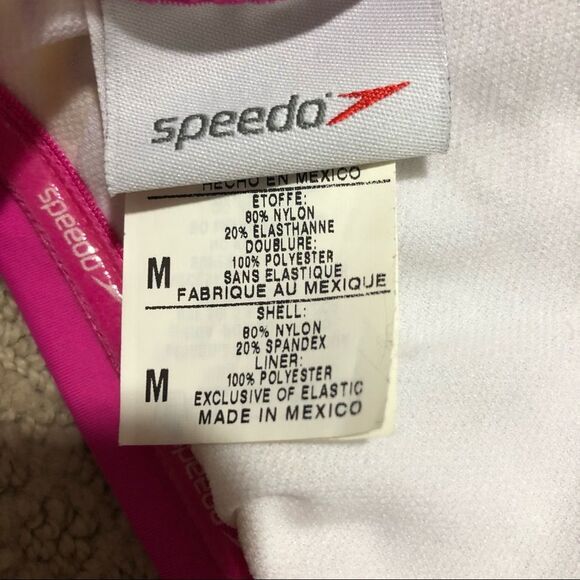 speedo
HECHO EN MEXICO
ETOFFE:
80% NYLON
20% ELASTHANNE
DOUBLURE:
100% POLYESTER
M SANS ELASTIQUE
FABRIQUE AU MEXIQUE
SHELL:
80% NYLON
20% SPANDEX
LINER:
M 100% POLYESTER
EXCLUSIVE OF ELASTIC
MADE IN MEXICO
speedo
speedo